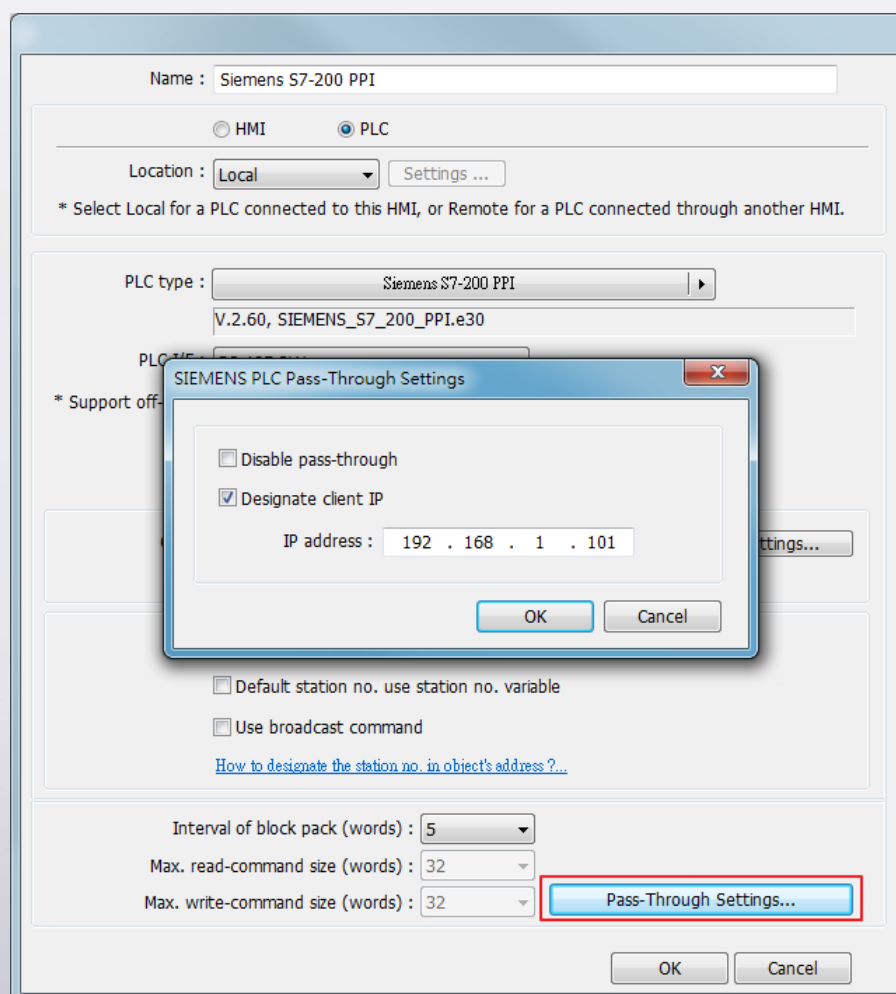 Name : Siemens S7-200 PPI
HMI PLC
Location : Local Settings ...
* Select Local for a PLC connected to this HMI, or Remote for a PLC connected through another HMI.
PLC type : Siemens S7-200 PPI
V.2.60, SIEMENS_S7_200_PPI.e30
PLC
SIEMENS PLC Pass-Through Settings
* Support off-
Disable pass-through
Designate client IP
IP address : 192 . 168 . 1 . 101
ttings...
OK Cancel
Default station no. use station no. variable
Use broadcast command
How to designate the station no. in object's address ?...
Interval of block pack (words) : 5
Max. read-command size (words) : 32
Max. write-command size (words) : 32 Pass-Through Settings...
OK Cancel